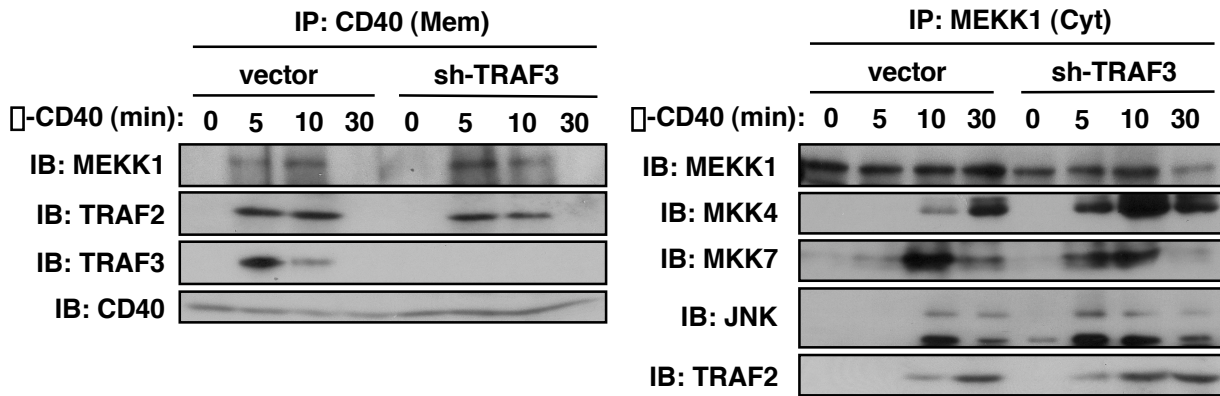 IP: CD40 (Mem)
vector sh-TRAF3
▯-CD40 (min): 0 5 10 30 0 5 10 30
IB: MEKK1
IB: TRAF2
IB: TRAF3
IB: CD40
IP: MEKK1 (Cyt)
vector sh-TRAF3
▯-CD40 (min): 0 5 10 30 0 5 10 30
IB: MEKK1
IB: MKK4
IB: MKK7
IB: JNK
IB: TRAF2